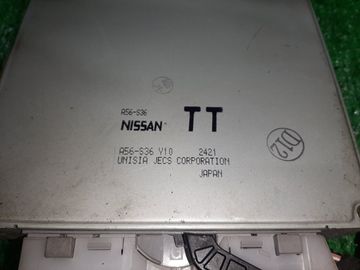 A56-S36
NISSAN TT
A56-S36 Y10 2421
UNISIA JECS CORPORATION
JAPAN
D12